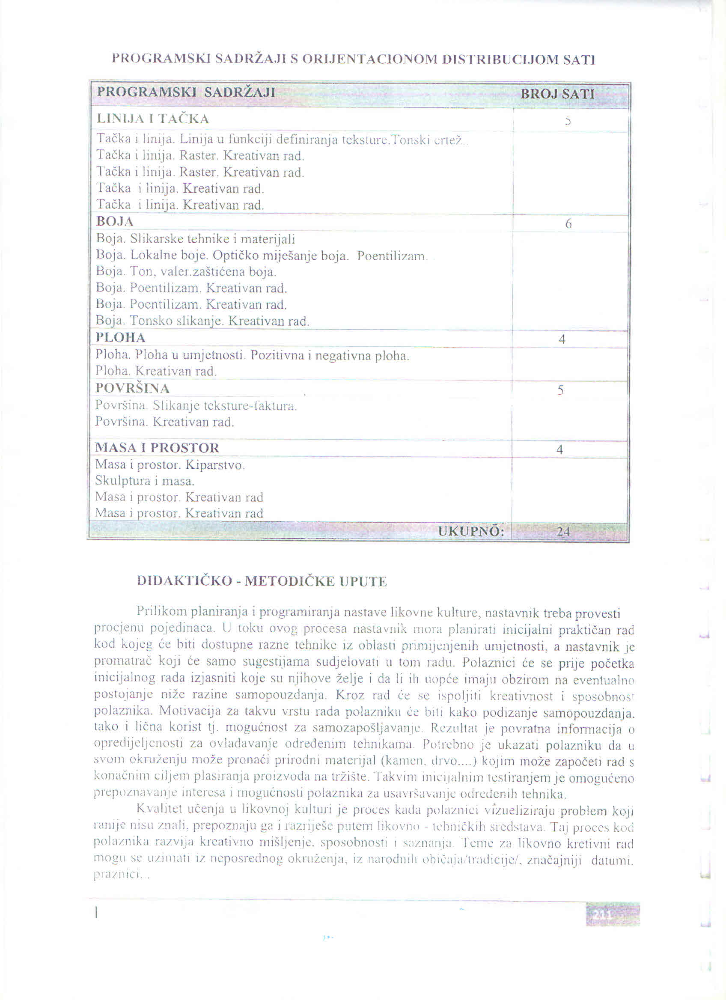 PROGRAMSKI SADRŽAJI S ORIJENTACIONOM DISTRIBUCIJOM SATI
PROGRAMSKI SADRŽAJI BROJ SATI
LINIJA I TAČKA 5
Tačka i linija. Linija u funkciji definiranja teksture.Tonski crtež..
Tačka i linija. Raster. Kreativan rad.
Tačka i linija. Raster. Kreativan rad.
Tačka i linija. Kreativan rad.
Tačka i linija. Kreativan rad.
BOJA 6
Boja. Slikarske tehnike i materijali
Boja. Lokalne boje. Optičko miješanje boja. Poentilizam.
Boja. Ton, valer.zaštićena boja.
Boja. Poentilizam. Kreativan rad.
Boja. Poentilizam. Kreativan rad.
Boja. Tonsko slikanje. Kreativan rad.
PLOHA 4
Ploha. Ploha u umjetnosti. Pozitivna i negativna ploha.
Ploha. Kreativan rad.
POVRŠINA 5
Površina. Slikanje teksture-faktura.
Površina. Kreativan rad.
MASA I PROSTOR 4
Masa i prostor. Kiparstvo.
Skulptura i masa.
Masa i prostor. Kreativan rad
Masa i prostor. Kreativan rad
UKUPNO: 24
DIDAKTIČKO - METODIČKE UPUTE
Prilikom planiranja i programiranja nastave likovne kulture, nastavnik treba provesti
procjenu pojedinaca. U toku ovog procesa nastavnik mora planirati inicijalni praktičan rad
kod kojeg će biti dostupne razne tehnike iz oblasti primijenjenih umjetnosti, a nastavnik je
promatrač koji će samo sugestijama sudjelovati u tom radu. Polaznici će se prije početka
inicijalnog rada izjasniti koje su njihove želje i da li ih uopće imaju obzirom na eventualno
postojanje niže razine samopouzdanja. Kroz rad će se ispoljiti kreativnost i sposobnost
polaznika. Motivacija za takvu vrstu rada polazniku će biti kako podizanje samopouzdanja.
tako i lična korist tj. mogućnost za samozapošljavanje. Rezultat je povratna informacija o
opredijeljenosti za ovladavanje određenim tehnikama. Potrebno je ukazati polazniku da u
svom okruženju može pronaći prirodni materijal (kamen, drvo,...) kojim može započeti rad s
konačnim ciljem plasiranja proizvoda na tržište. Takvim inicijalnim testiranjem je omogućeno
prepoznavanje interesa i mogućnosti polaznika za usavršavanje određenih tehnika.
Kvalitet učenja u likovnoj kulturi je proces kada polaznici vizueliziraju problem koji
ranije nisu znali, prepoznaju ga i razriješe putem likovno - tehničkih sredstava. Taj proces kod
polaznika razvija kreativno mišljenje, sposobnosti i saznanja. Teme za likovno kretivni rad
mogu se uzimati iz neposrednog okruženja, iz narodnih običaja/tradicije/, značajniji datumi.
praznici...
211